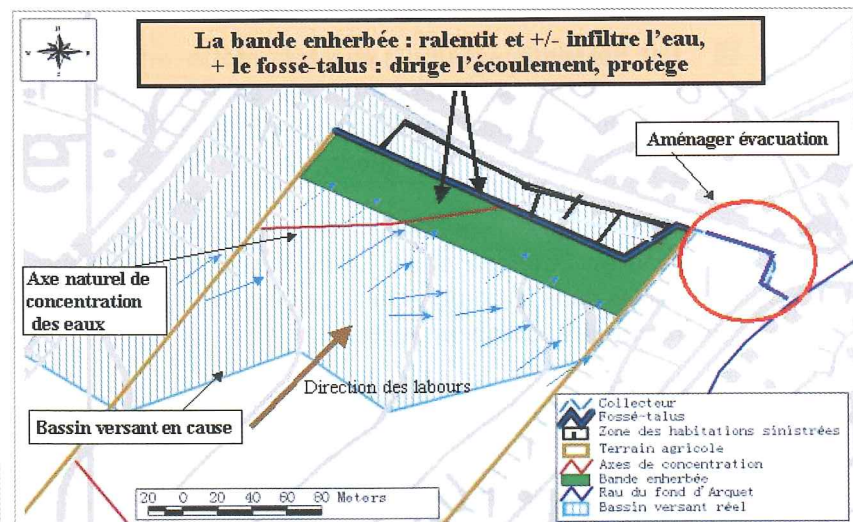 La bande enherbée : ralentit et +/- infiltre l'eau,
+ le fossé-talus : dirige l'écoulement, protège
Aménager évacuation
Axe naturel de
concentration
des eaux
Direction des labours
Bassin versant en cause
Collecteur
Fossé-talus
Zone des habitations sinistrées
Terrain agricole
Axes de concentration
Bande enherbée
Rau du fond d'Arquet
Bassin versant réel
20 0 20 40 60 80 Meters